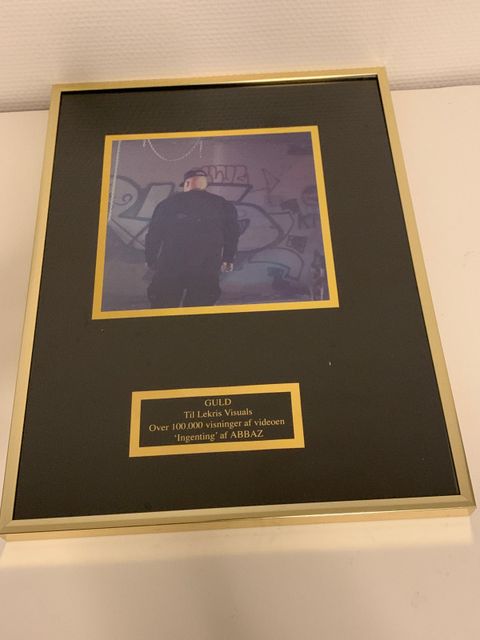 GULD
Til Lekris Visuals
Over 100.000 visninger af videoen
'Ingenting' af ABBAZ